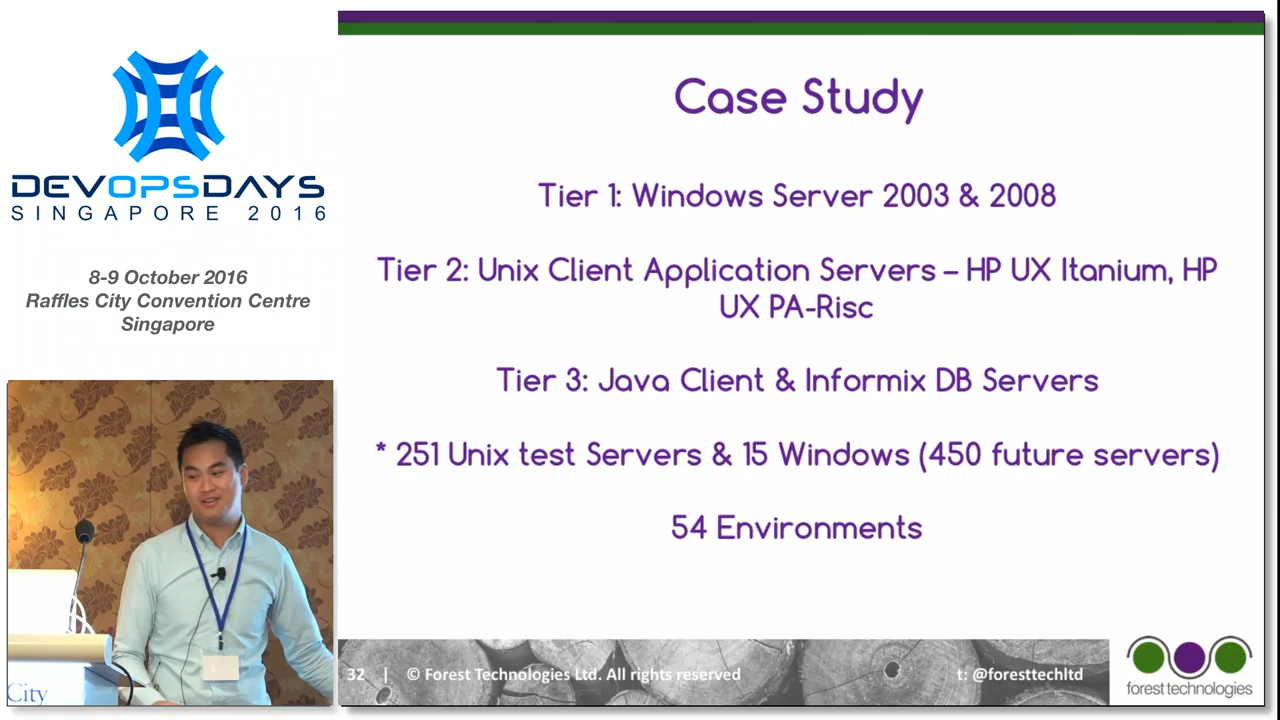 DEVOPSDAYS
SINGAPORE 2016
8-9 October 2016
Raffles City Convention Centre
Singapore
City
Case Study
Tier 1: Windows Server 2003 & 2008
Tier 2: Unix Client Application Servers – HP UX Itanium, HP
UX PA-Risc
Tier 3: Java Client & Informix DB Servers
* 251 Unix test Servers & 15 Windows (450 future servers)
54 Environments
32 | © Forest Technologies Ltd. All rights reserved
t: @foresttechltd
forest technologies